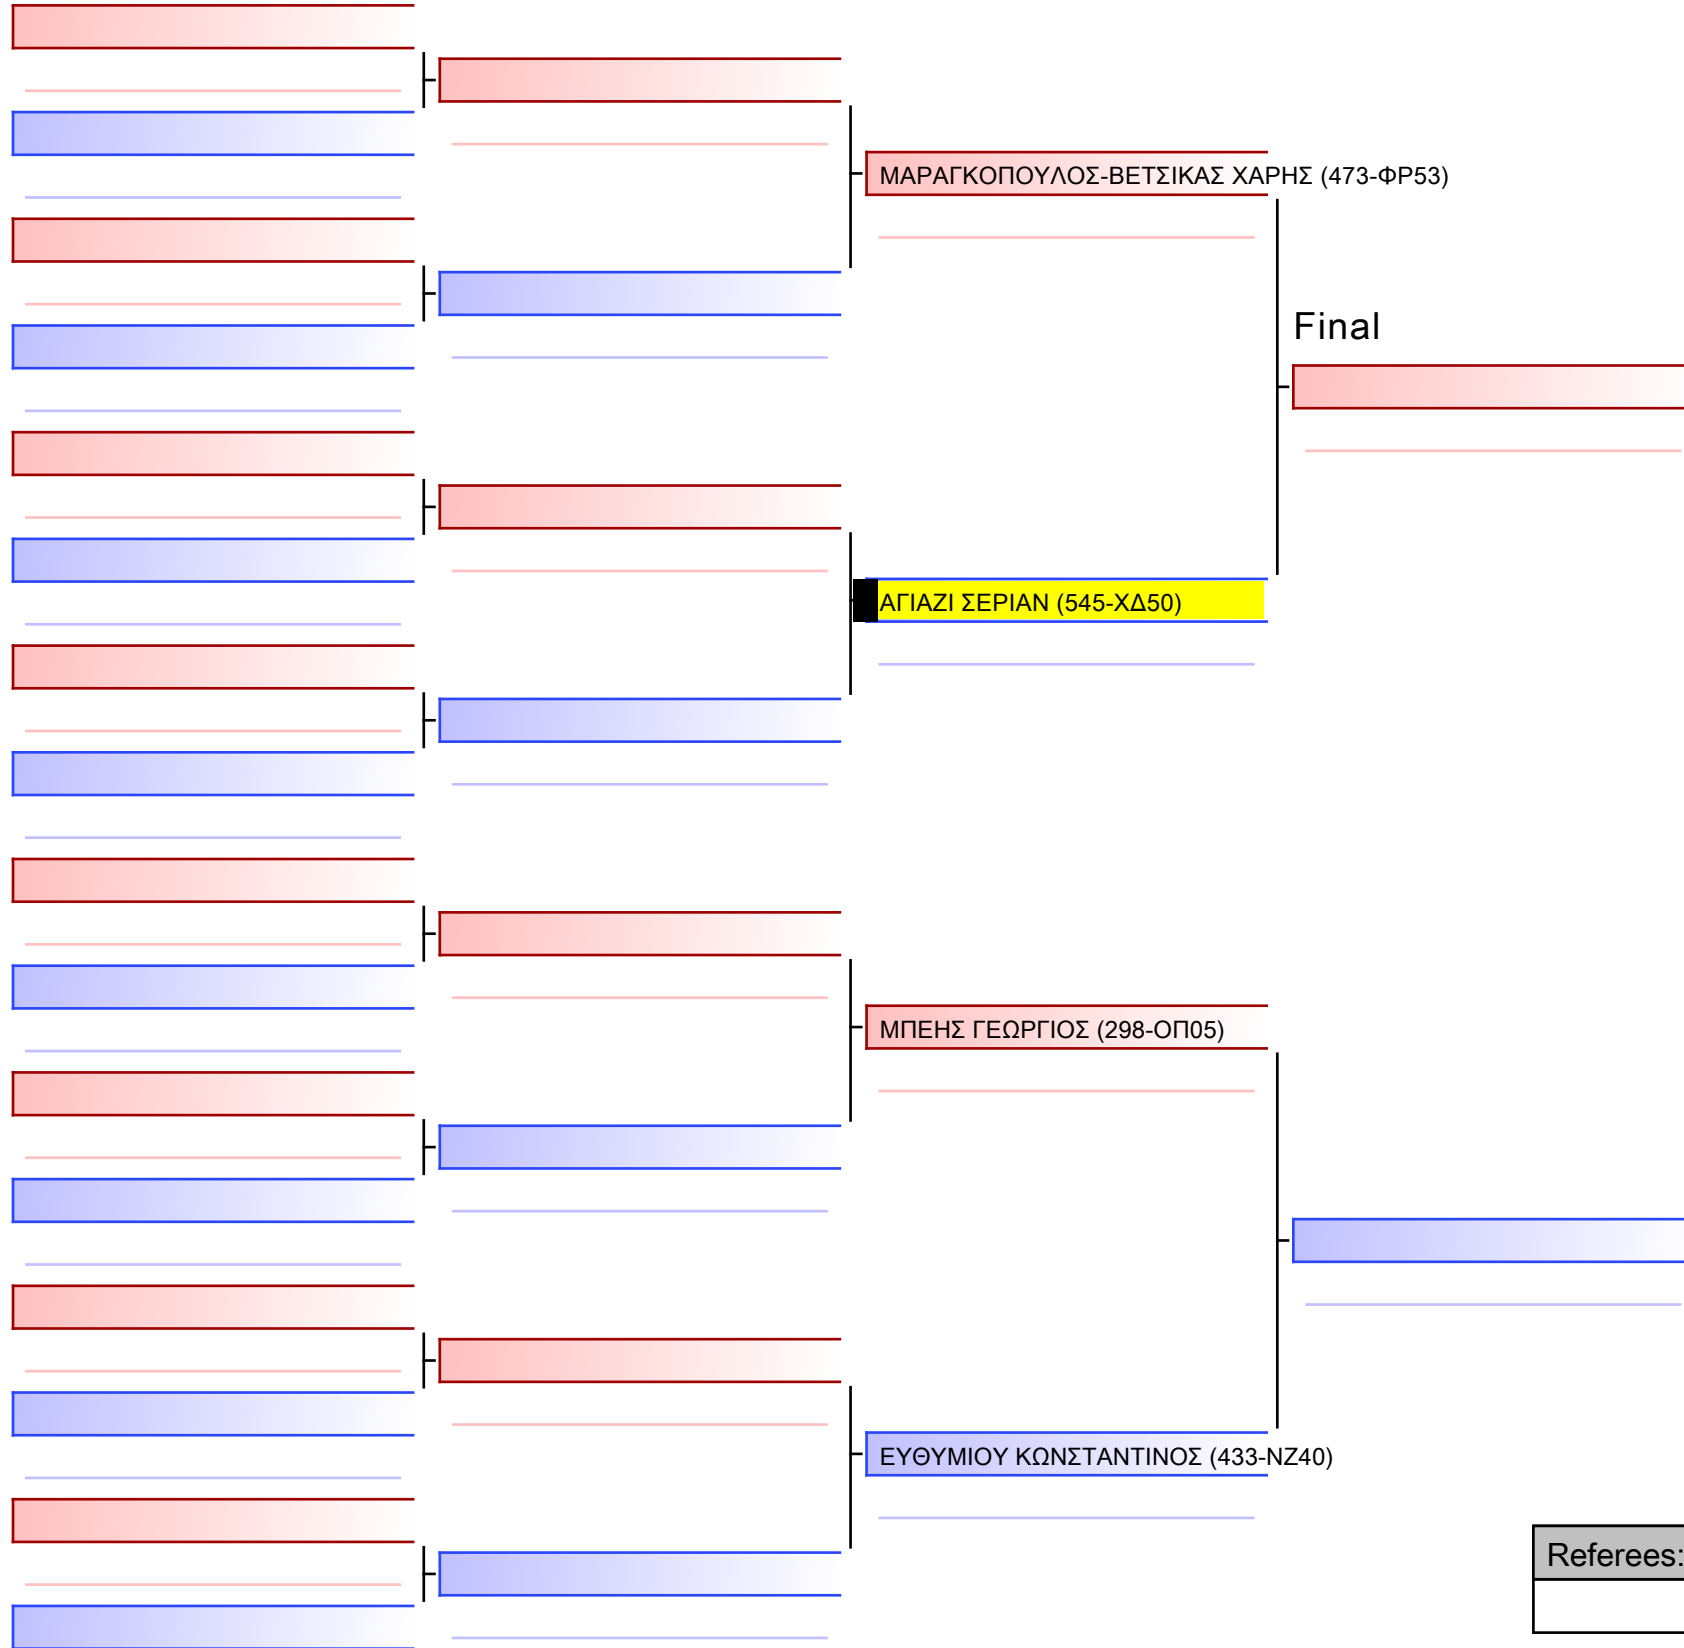 ΜΑΡΑΓΚΟΠΟΥΛΟΣ-ΒΕΤΣΙΚΑΣ ΧΑΡΗΣ (473-ΦΡ53)
Final
ΑΓΙΑΖΙ ΣΕΡΙΑΝ (545-ΧΔ50)
ΜΠΕΗΣ ΓΕΩΡΓΙΟΣ (298-ΟΠ05)
ΕΥΘΥΜΙΟΥ ΚΩΝΣΤΑΝΤΙΝΟΣ (433-ΝΖ40)
Referees: